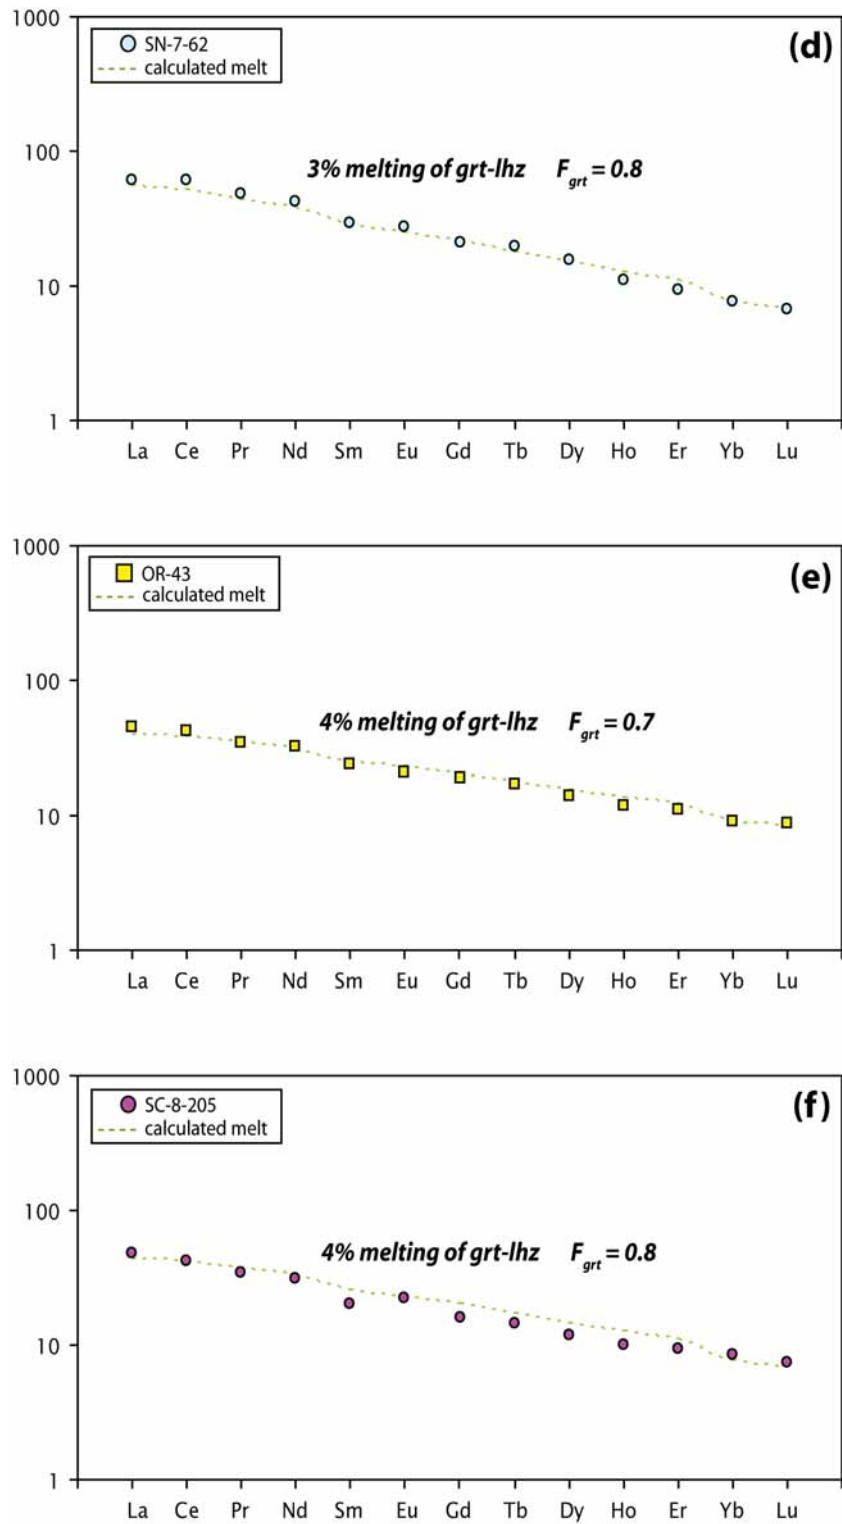 1000
SN-7-62
calculated melt
(d)
100
3% melting of grt-lhz F grt = 0.8
10
1
La Ce Pr Nd Sm Eu Gd Tb Dy Ho Er Yb Lu
1000
OR-43
calculated melt
(e)
100
4% melting of grt-lhz F grt = 0.7
10
1
La Ce Pr Nd Sm Eu Gd Tb Dy Ho Er Yb Lu
1000
SC-8-205
calculated melt
(f)
100
4% melting of grt-lhz F grt = 0.8
10
1
La Ce Pr Nd Sm Eu Gd Tb Dy Ho Er Yb Lu